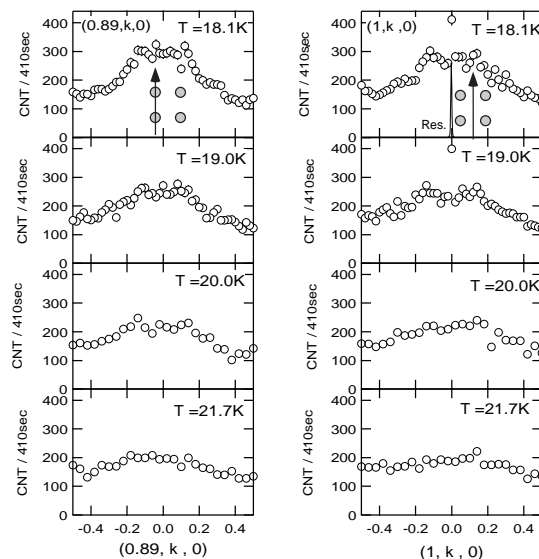 (0.89,k,0) T = 18.1K
400
300
200
100
0
CNT / 410sec
T = 19.0K
400
300
200
100
0
CNT / 410sec
T = 20.0K
400
300
200
100
0
CNT / 410sec
T = 21.7K
400
300
200
100
0
CNT / 410sec
-0.4 -0.2 0.0 0.2 0.4
(0.89, k , 0)
(1,k ,0) T = 18.1K
400
300
200
100
0
CNT / 410sec
Res.
T = 19.0K
400
300
200
100
0
CNT / 410sec
T = 20.0K
400
300
200
100
0
CNT / 410sec
T = 21.7K
400
300
200
100
0
CNT / 410sec
-0.4 -0.2 0.0 0.2 0.4
(1, k , 0)